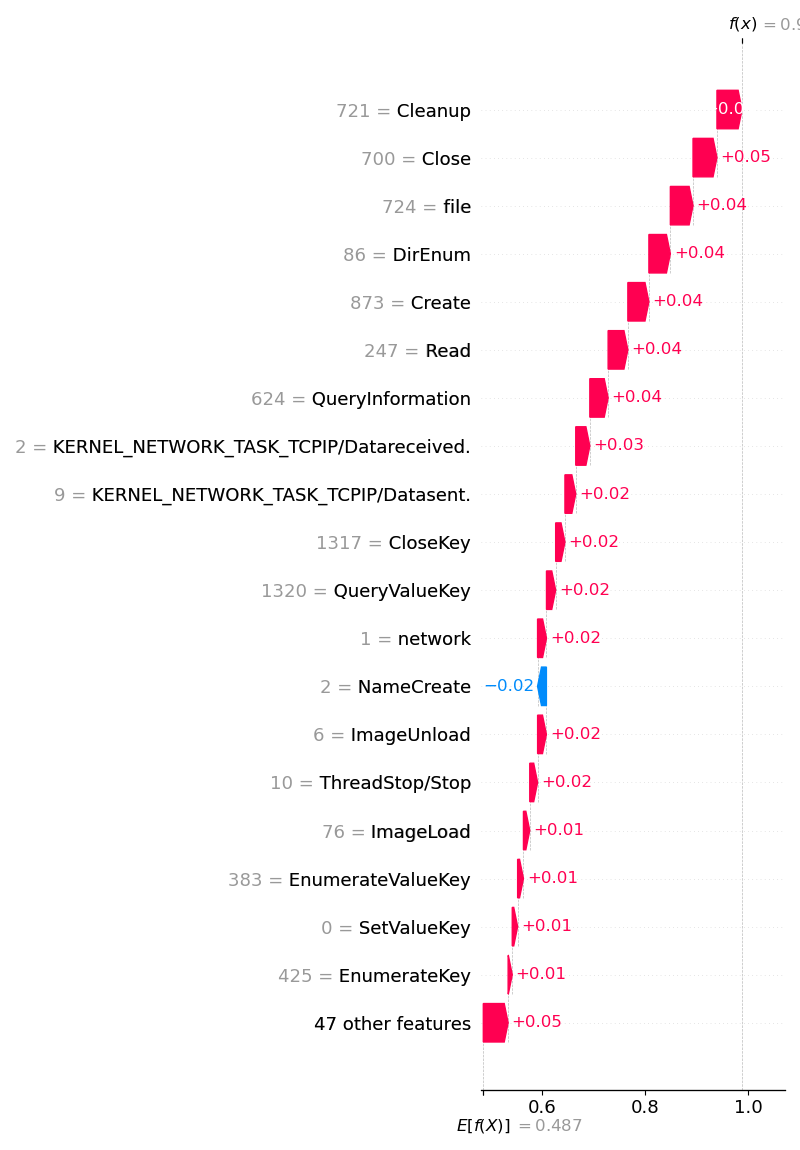 f(x) = 0.9
721 = Cleanup
0.0
700 = Close +0.05
724 = file +0.04
86 = DirEnum +0.04
873 = Create +0.04
247 = Read +0.04
624 = QueryInformation +0.04
2 = KERNEL_NETWORK_TASK_TCPIP/Datareceived. +0.03
9 = KERNEL_NETWORK_TASK_TCPIP/Datasent. +0.02
1317 = CloseKey +0.02
1320 = QueryValueKey +0.02
1 = network +0.02
2 = NameCreate −0.02
6 = ImageUnload +0.02
10 = ThreadStop/Stop +0.02
76 = ImageLoad +0.01
383 = EnumerateValueKey +0.01
0 = SetValueKey +0.01
425 = EnumerateKey +0.01
47 other features +0.05
0.6 0.8 1.0
E[f(X)] = 0.487